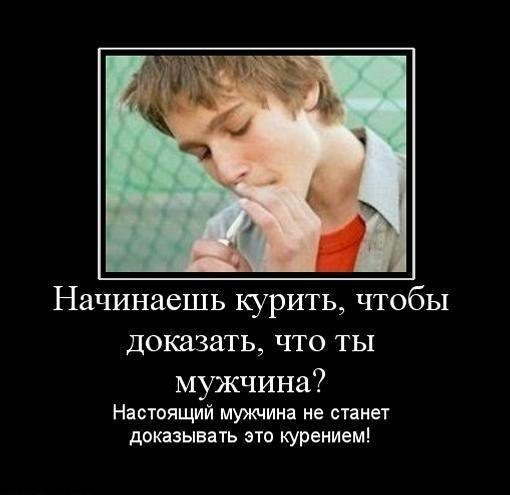 Начинаешь курить, чтобы
доказать, что ты
мужчина?
Настоящий мужчина не станет
доказывать это курением!